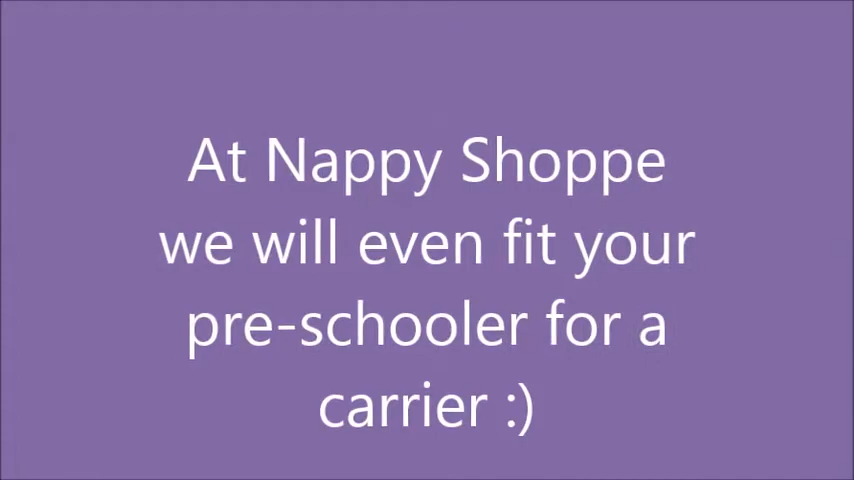 At Nappy Shoppe
we will even fit your
pre-schooler for a
carrier :)